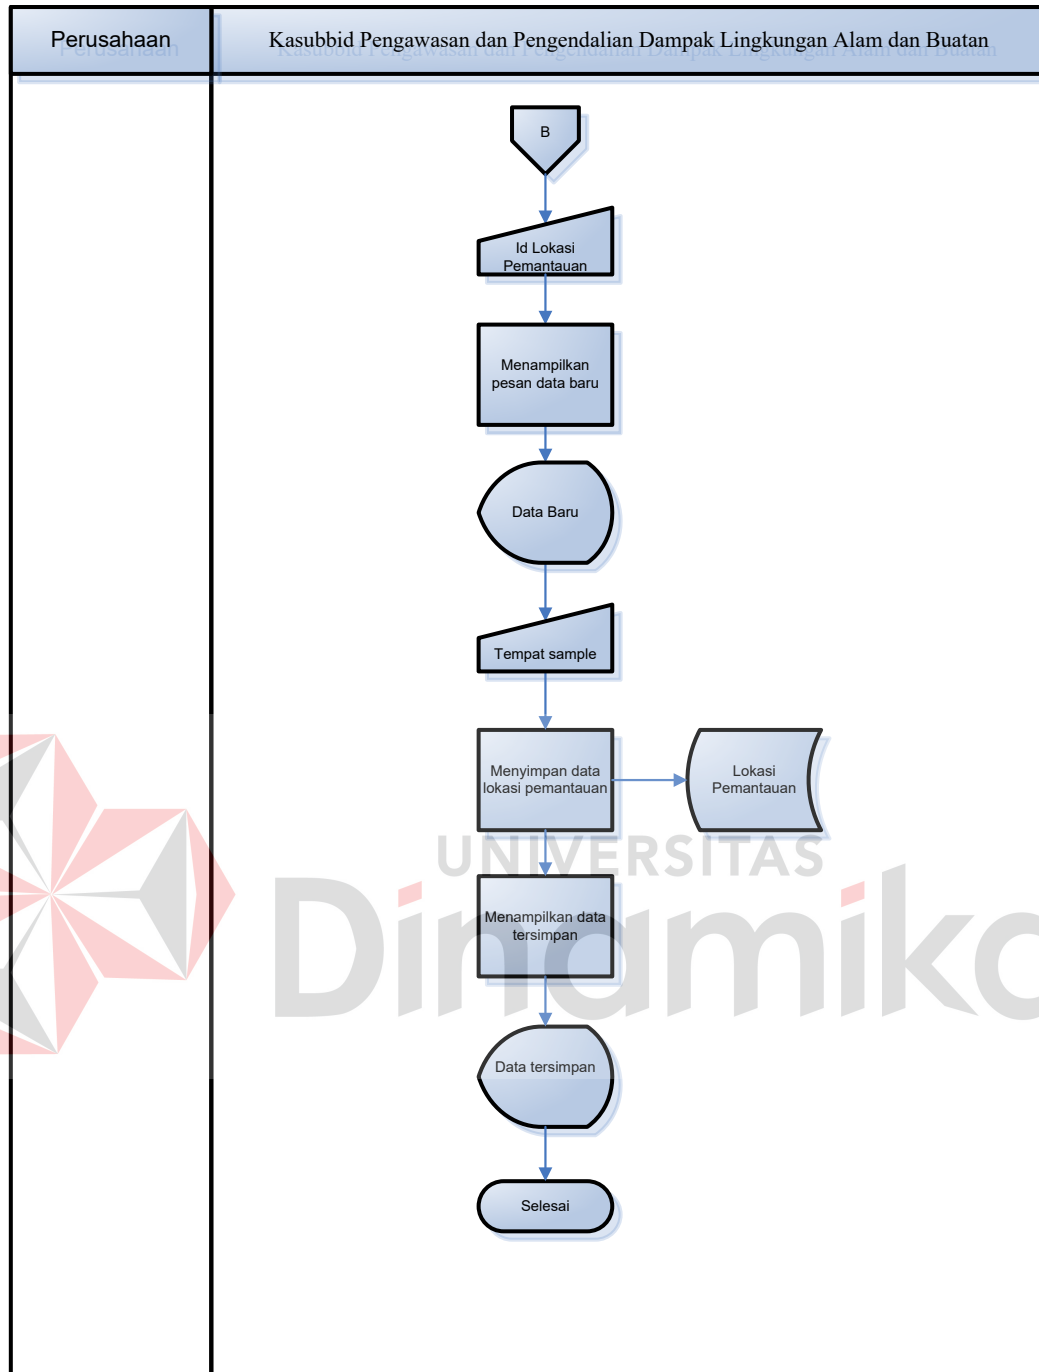 Perusahaan
Kasubbid Pengawasan dan Pengendalian Dampak Lingkungan Alam dan Buatan
B
Id Lokasi
Pemantauan
Menampilkan
pesan data baru
Data Baru
Tempat sample
Menyimpan data
lokasi pemantauan
Lokasi
Pemantauan
UNIVERSITAS
Dinamika
Menampilkan data
tersimpan
Data tersimpan
Selesai